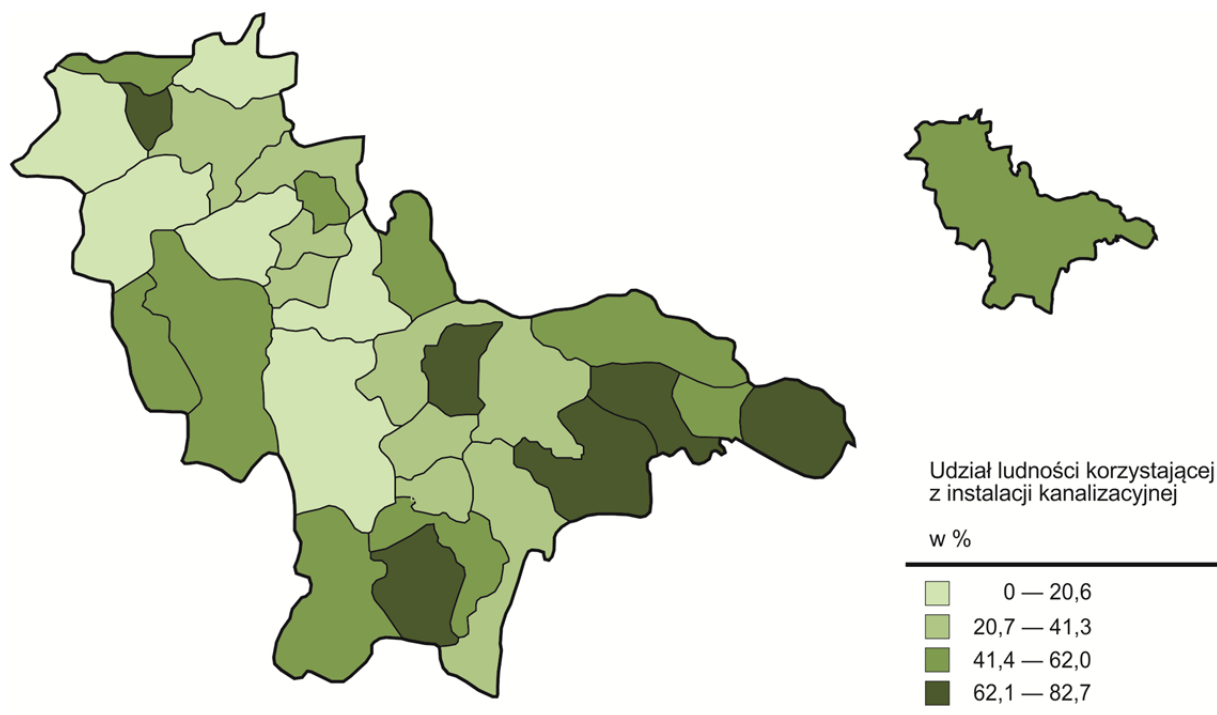 Udział ludności korzystającej
z instalacji kanalizacyjnej
w %
0 — 20,6
20,7 — 41,3
41,4 — 62,0
62,1 — 82,7